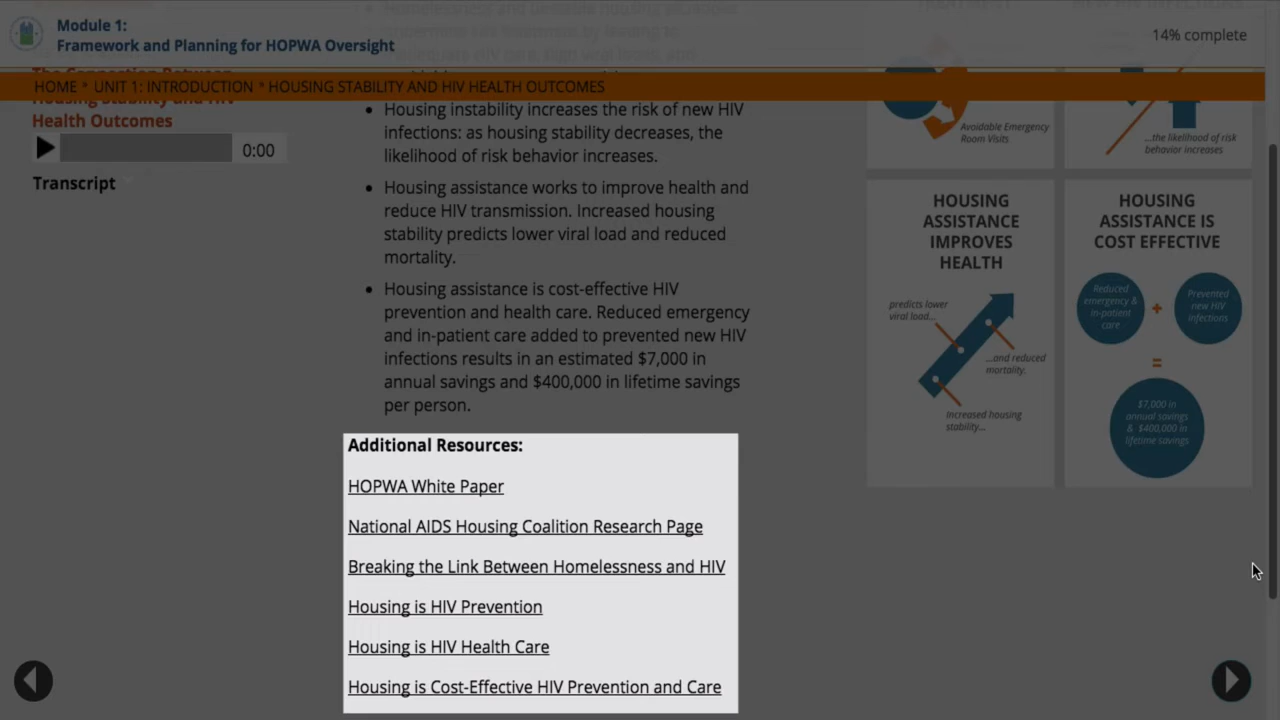 Module 1:
Framework and Planning for HOPWA Oversight
14% complete
HOME * UNIT 1: INTRODUCTION * HOUSING STABILITY AND HIV HEALTH OUTCOMES
The Connection Between
Housing Stability and HIV
Health Outcomes
0:00
Transcript
Housing instability increases the risk of new HIV
infections: as housing stability decreases, the
likelihood of risk behavior increases.
Housing assistance works to improve health and
reduce HIV transmission. Increased housing
stability predicts lower viral load and reduced
mortality.
Housing assistance is cost-effective HIV
prevention and health care. Reduced emergency
and in-patient care added to prevented new HIV
infections results in an estimated $7,000 in
annual savings and $400,000 in lifetime savings
per person.
Additional Resources:
HOPWA White Paper
National AIDS Housing Coalition Research Page
Breaking the Link Between Homelessness and HIV
Housing is HIV Prevention
Housing is HIV Health Care
Housing is Cost-Effective HIV Prevention and Care
Avoidable Emergency
Room Visits
...the likelihood of risk
behavior increases
HOUSING
ASSISTANCE
IMPROVES
HEALTH
predicts lower
viral load...
...and reduced
mortality.
Increased housing
stability...
HOUSING
ASSISTANCE IS
COST EFFECTIVE
Reduced
emergency &
in-patient
care
+
Prevented
new HIV
infections
=
$7,000 in
annual savings
& $400,000 in
lifetime savings